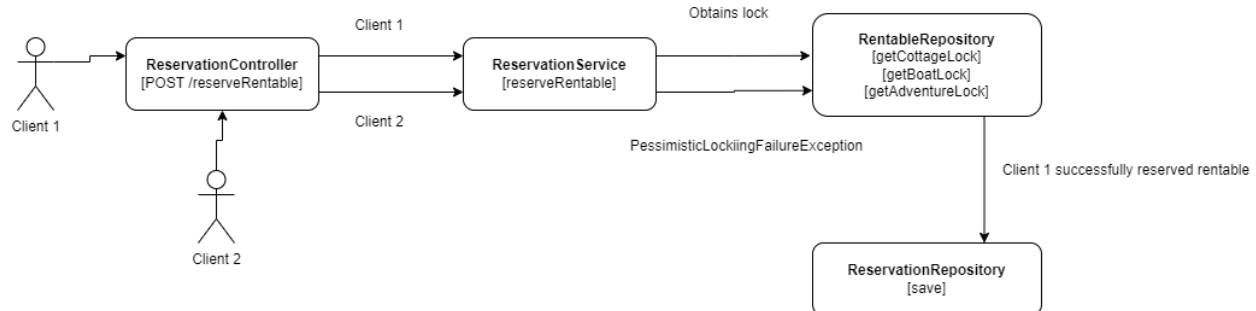 Client 1
Obtains lock
ReservationController
[POST /reserveRentable]
ReservationService
[reserveRentable]
RentableRepository
[getCottageLock]
[getBoatLock]
[getAdventureLock]
Client 1
Client 2
PessimisticLockiingFailureException
Client 1 successfully reserved rentable
Client 2
ReservationRepository
[save]